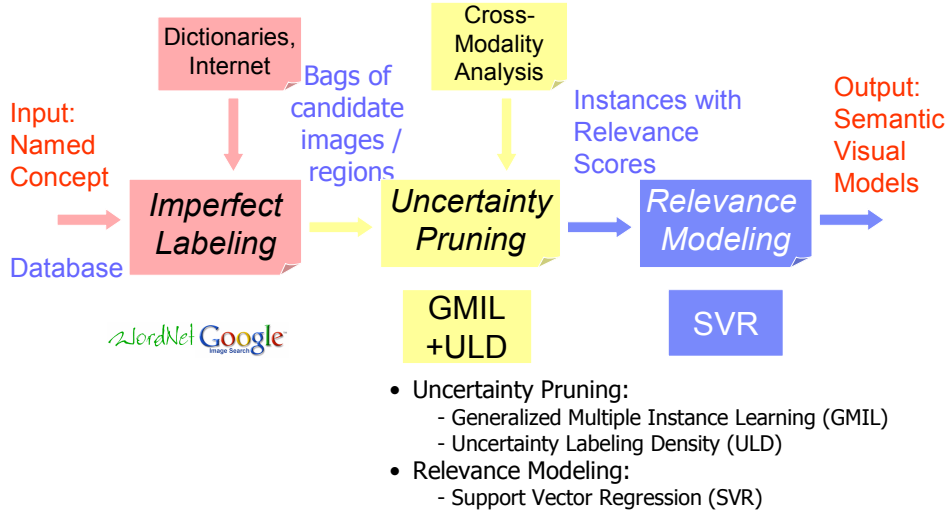 Dictionaries,
Internet
Cross-
Modality
Analysis
Input:
Named
Concept
Bags of
candidate
images /
regions
Instances with
Relevance
Scores
Output:
Semantic
Visual
Models
Imperfect
Labeling
Uncertainty
Pruning
Relevance
Modeling
Database
WordNet
Google™
Image Search
GMIL
+ULD
SVR
• Uncertainty Pruning:
- Generalized Multiple Instance Learning (GMIL)
- Uncertainty Labeling Density (ULD)
• Relevance Modeling:
- Support Vector Regression (SVR)